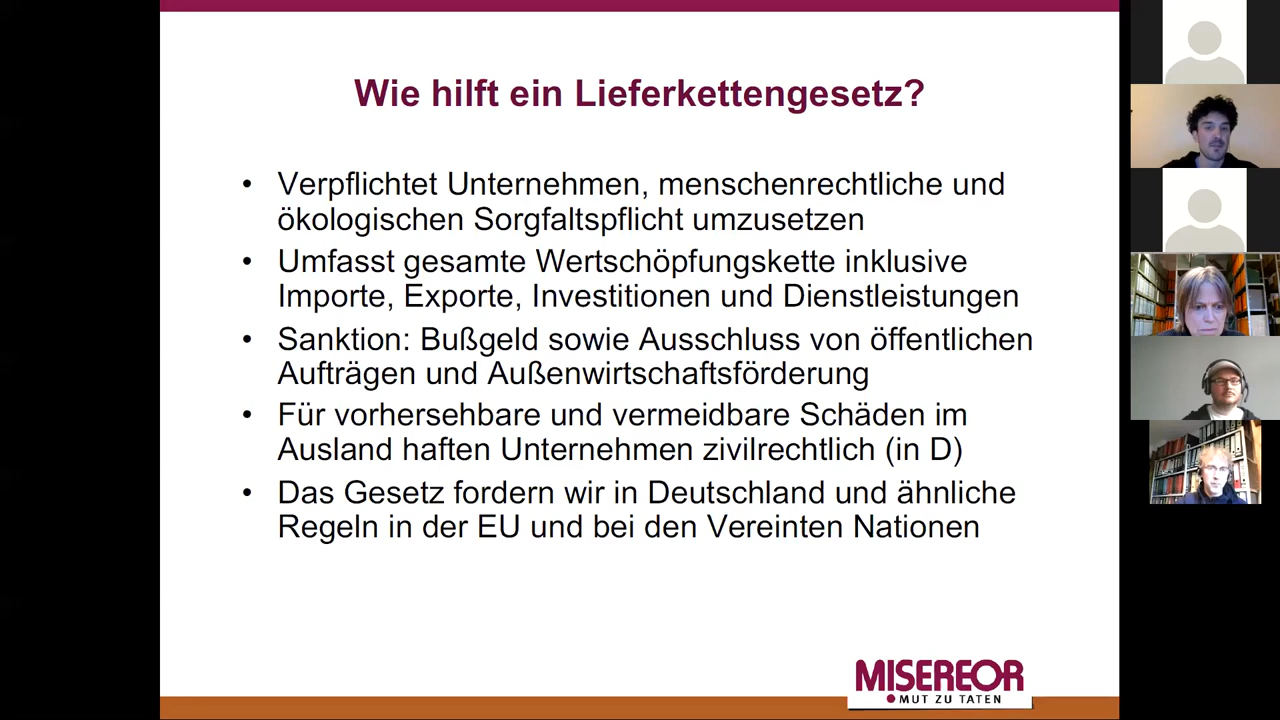 Wie hilft ein Lieferkettengesetz?
• Verpflichtet Unternehmen, menschenrechtliche und
ökologischen Sorgfaltspflicht umzusetzen
• Umfasst gesamte Wertschöpfungskette inklusive
Importe, Exporte, Investitionen und Dienstleistungen
• Sanktion: Bußgeld sowie Ausschluss von öffentlichen
Aufträgen und Außenwirtschaftsförderung
• Für vorhersehbare und vermeidbare Schäden im
Ausland haften Unternehmen zivilrechtlich (in D)
• Das Gesetz fordern wir in Deutschland und ähnliche
Regeln in der EU und bei den Vereinten Nationen
MISEREOR
• MUT ZU TATEN